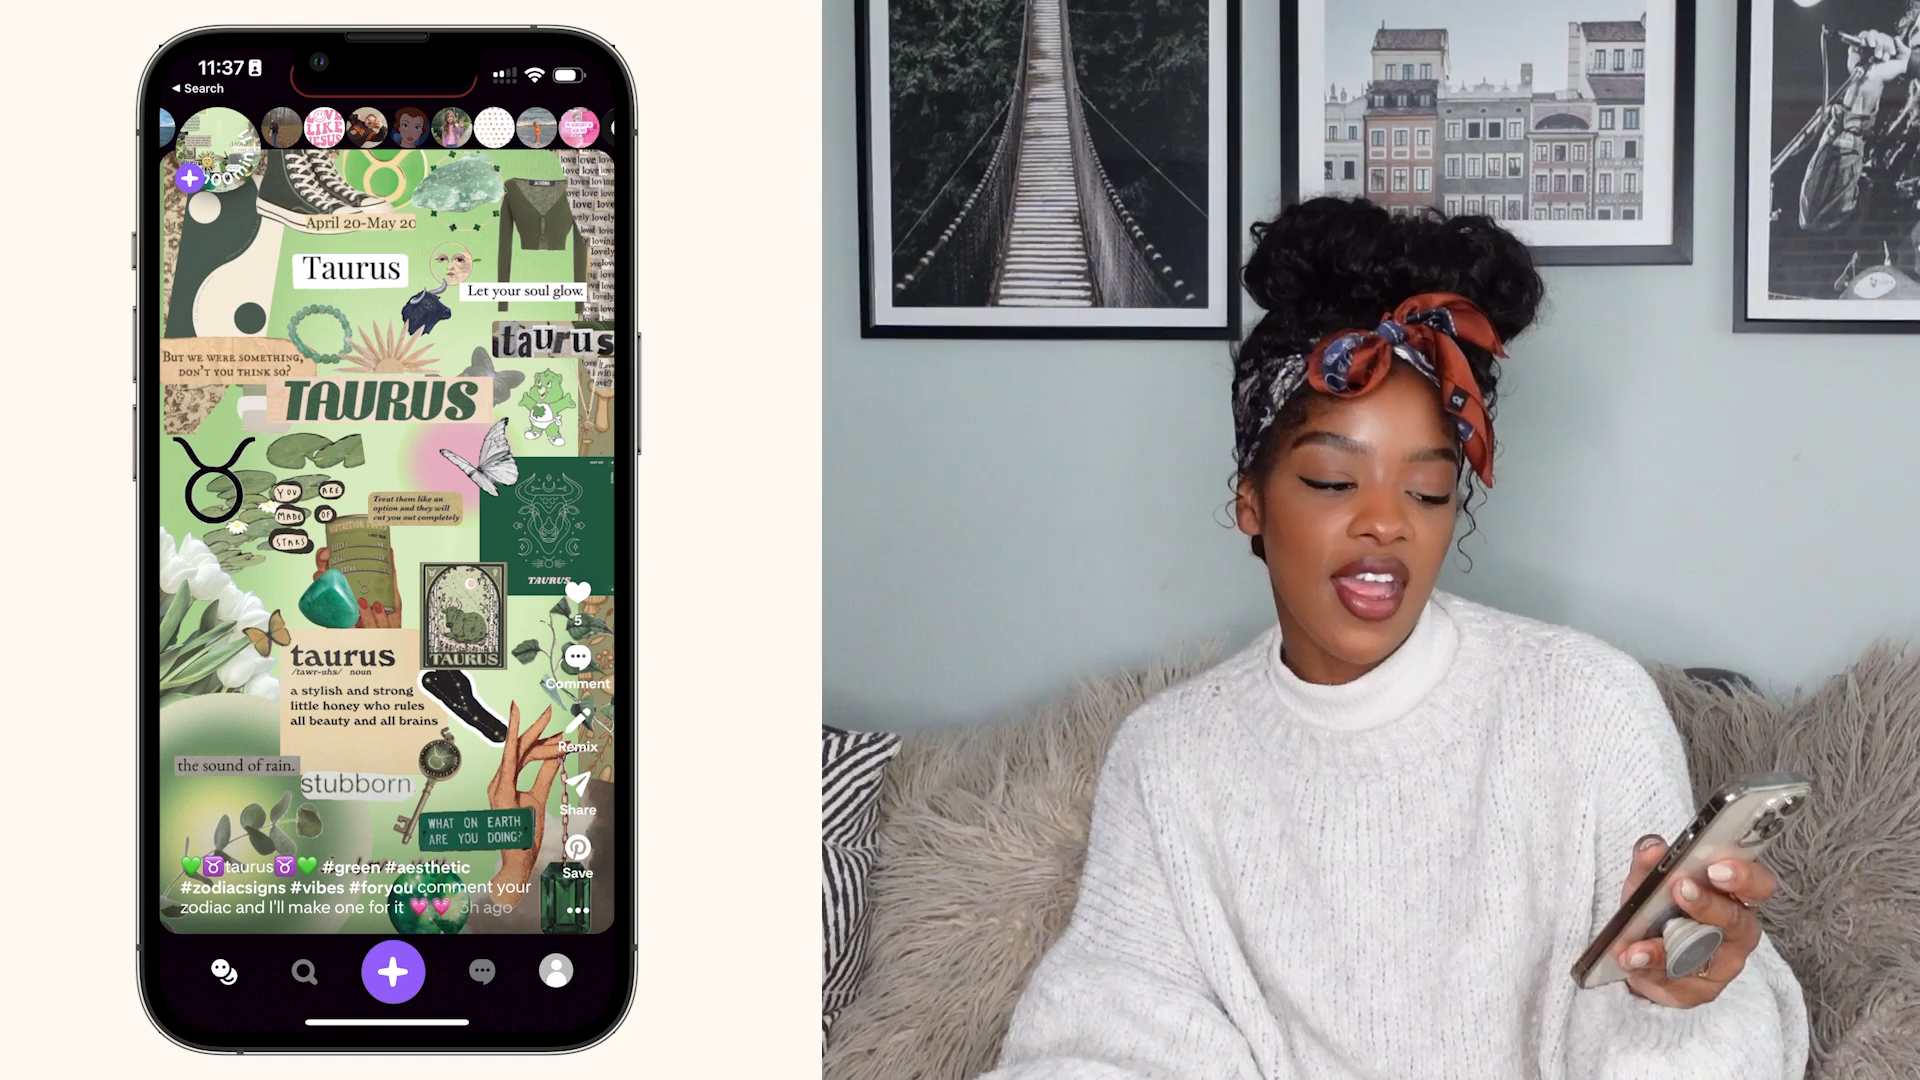 11:37
◀ Search
LOVE
LIKE
JESUS
April 20-May 20
Taurus
Let your soul glow.
taurus
BUT WE WERE SOMETHING,
DON'T YOU THINK SO?
TAURUS
YOU ARE
MADE OF
STARS
Treat them like an
option and they will
cut you out completely
NUTRITION
TAURUS
TAURUS
5
Comment
taurus
/tawr-uhs/ noun
a stylish and strong
little honey who rules
all beauty and all brains
Remix
the sound of rain.
stubborn.
Share
WHAT ON EARTH
ARE YOU DOING?
Save
💚♉taurus♉💚 #green #aesthetic
#zodiacsigns #vibes #foryou comment your
zodiac and I'll make one for it 💗💗 3h ago